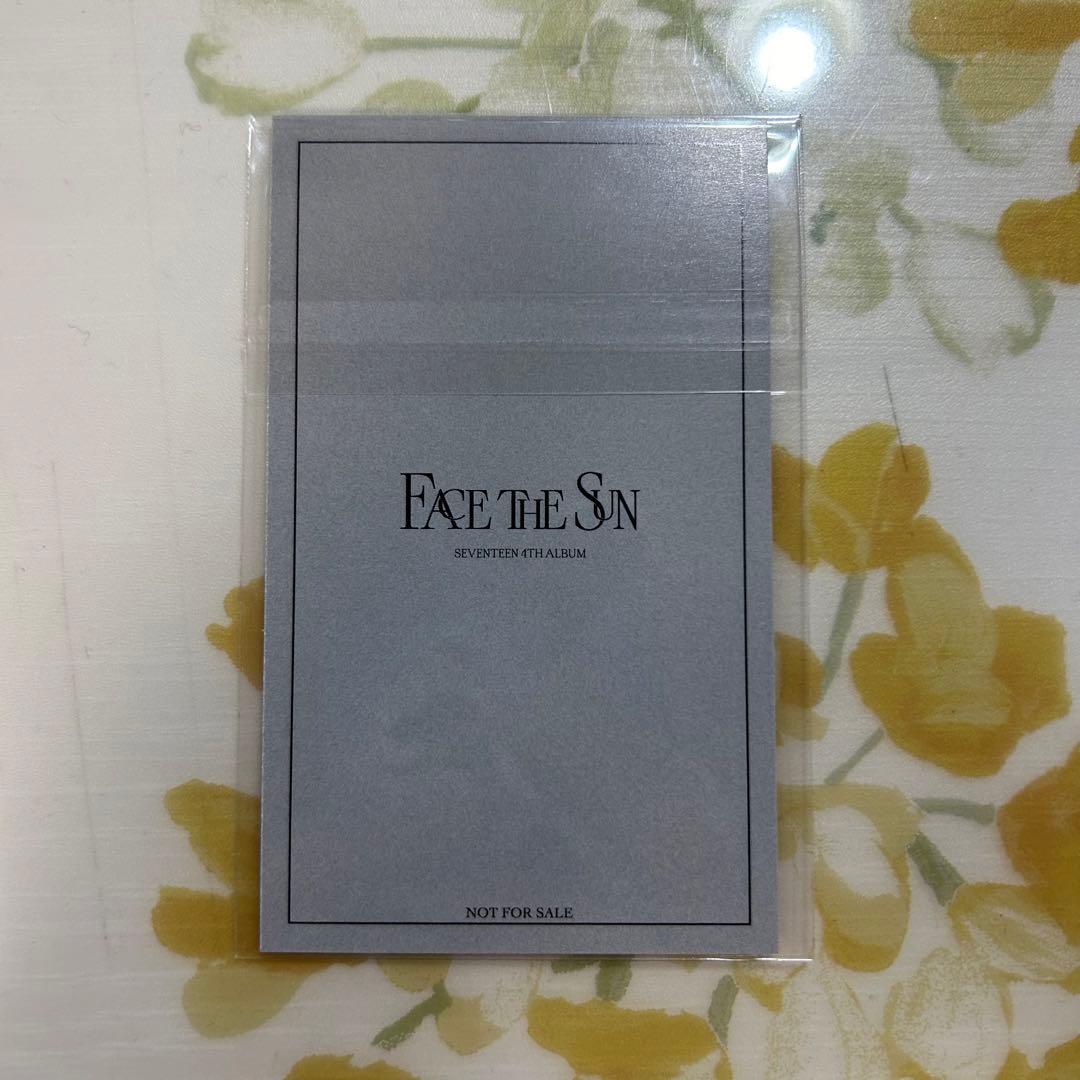 FACE THE SUN
SEVENTEEN 4TH ALBUM
NOT FOR SALE